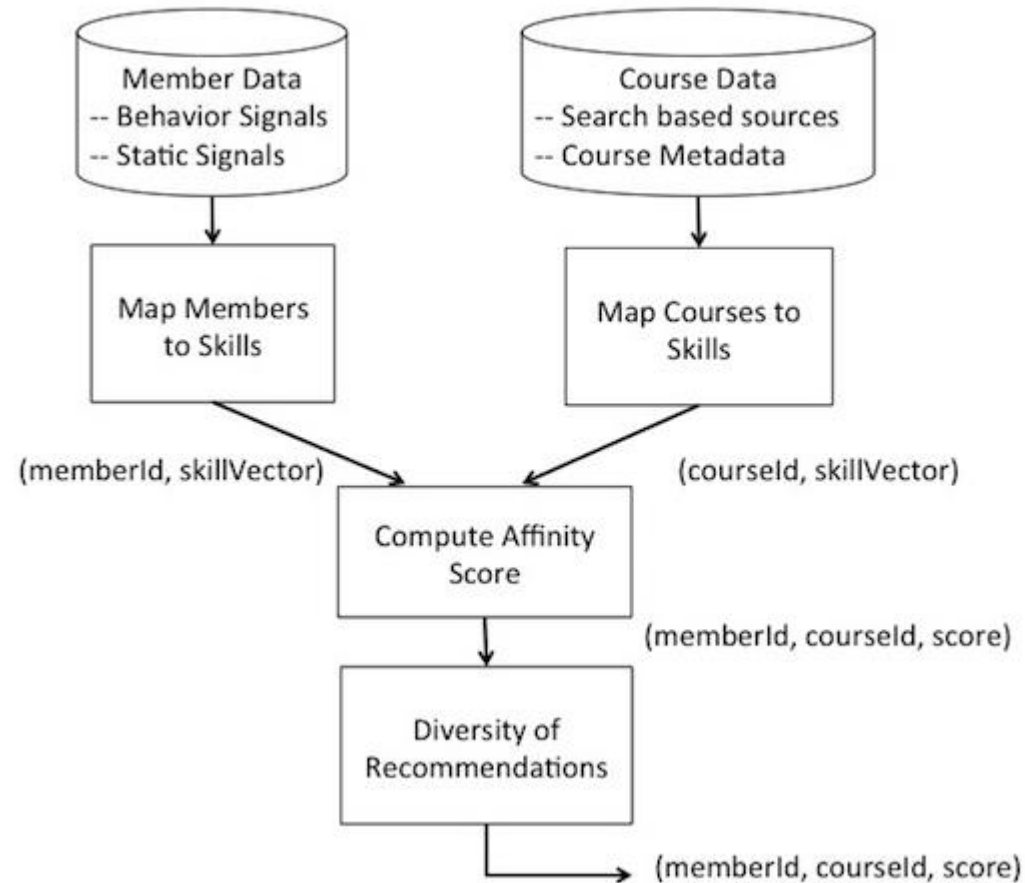 Member Data
-- Behavior Signals
-- Static Signals
Course Data
-- Search based sources
-- Course Metadata
Map Members
to Skills
Map Courses to
Skills
(memberId, skillVector)
(courseId, skillVector)
Compute Affinity
Score
(memberId, courseId, score)
Diversity of
Recommendations
(memberId, courseId, score)